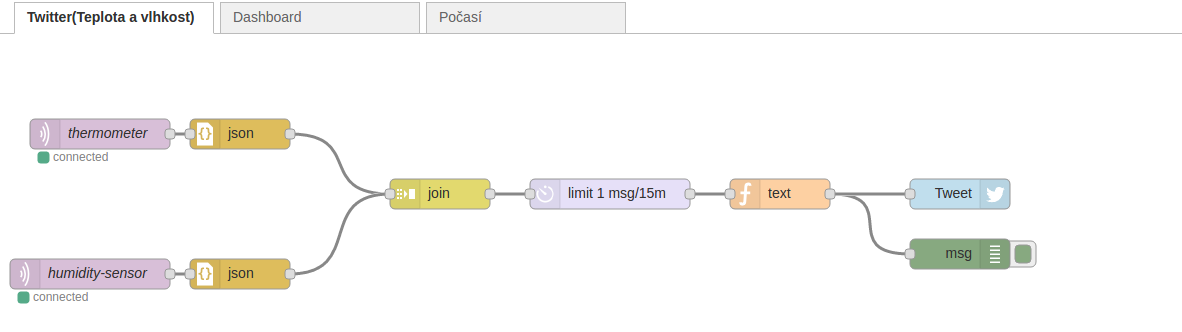 Twitter(Teplota a vlhkost)
Dashboard
Počasí
thermometer
json
connected
join
limit 1 msg/15m
text
Tweet
msg
humidity-sensor
json
connected